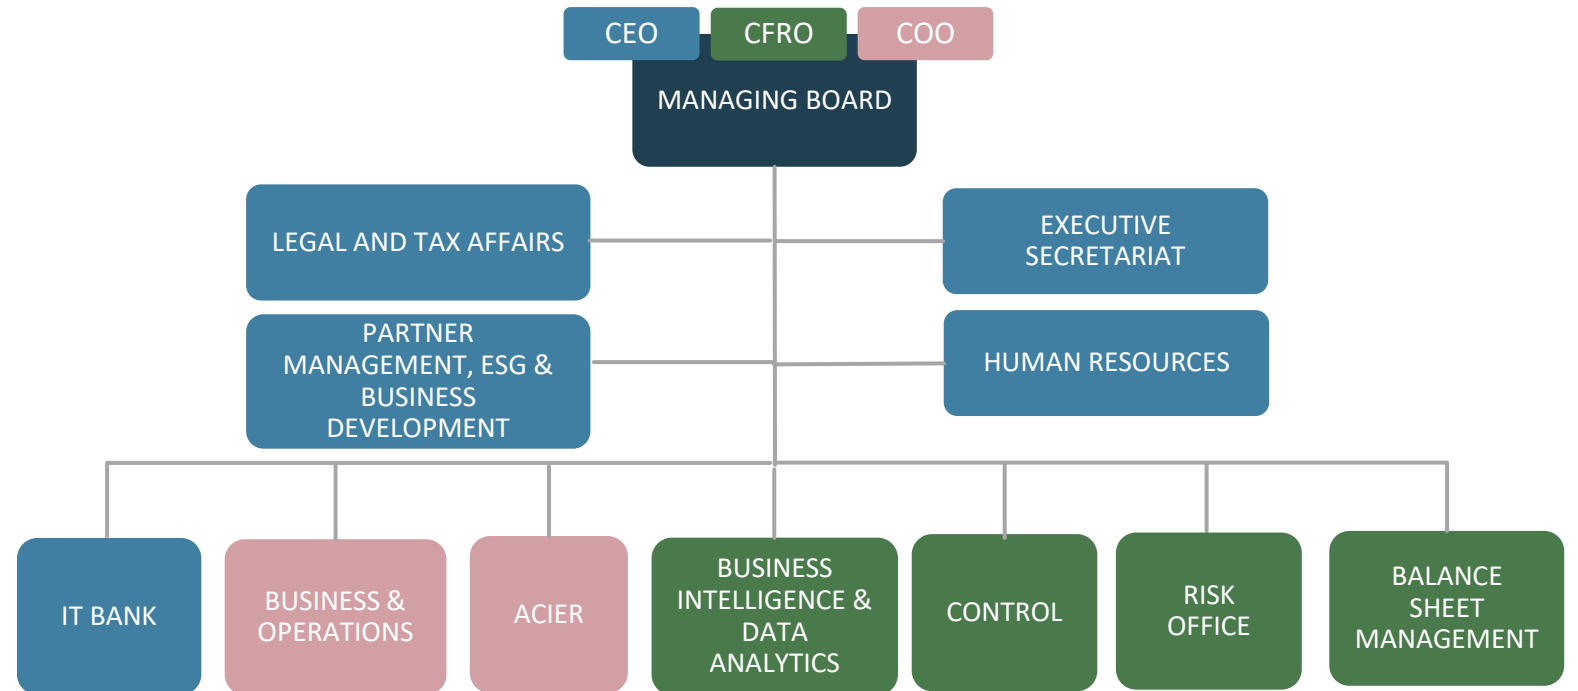 CEO
CFRO
COO
MANAGING BOARD
LEGAL AND TAX AFFAIRS
EXECUTIVE
SECRETARIAT
PARTNER
MANAGEMENT, ESG &
BUSINESS
DEVELOPMENT
HUMAN RESOURCES
IT BANK
BUSINESS &
OPERATIONS
ACIER
BUSINESS
INTELLIGENCE &
DATA
ANALYTICS
CONTROL
RISK
OFFICE
BALANCE
SHEET
MANAGEMENT